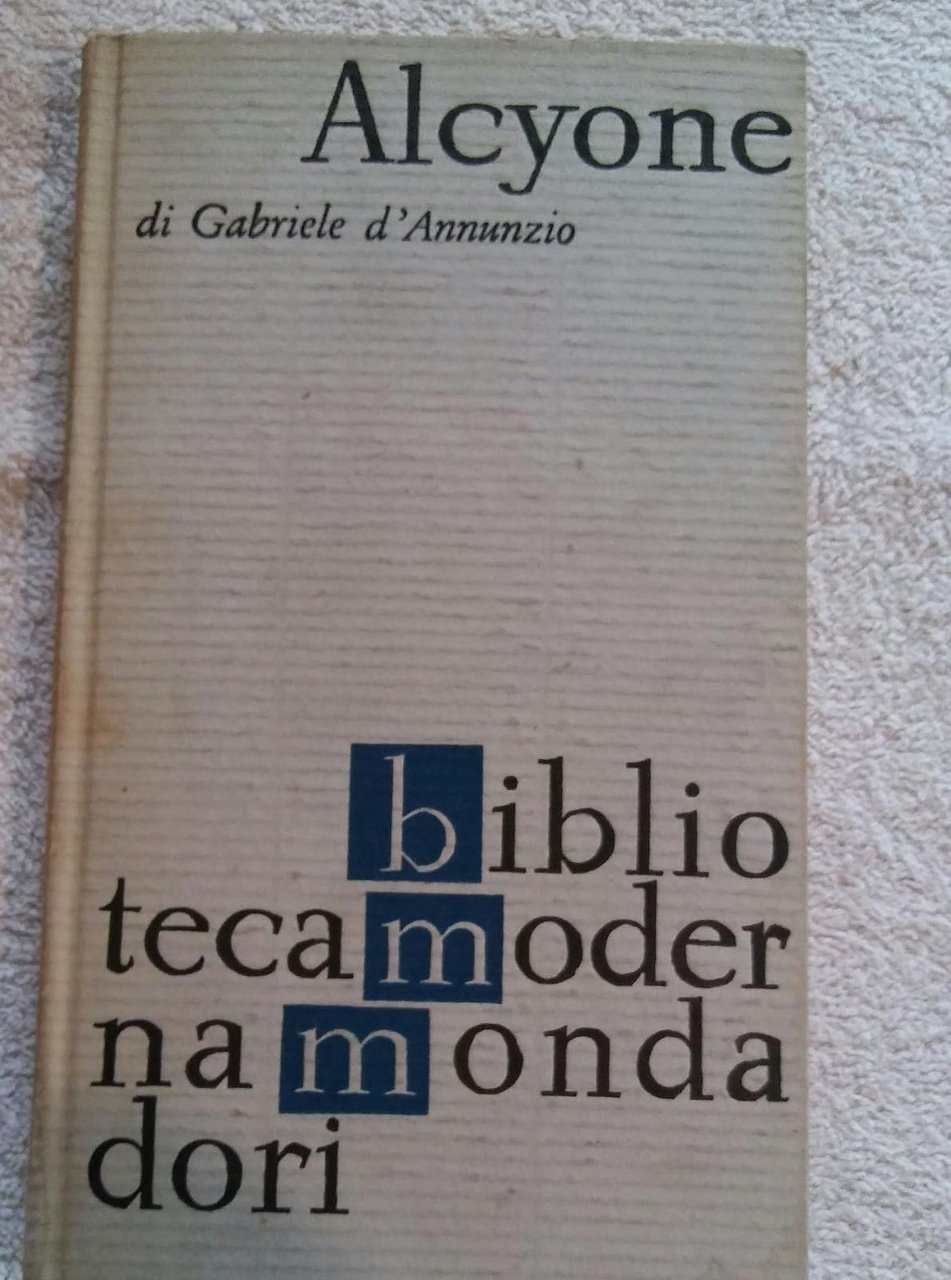 Alcyone
di Gabriele d'Annunzio
biblio
tecamoder
namonda
dori